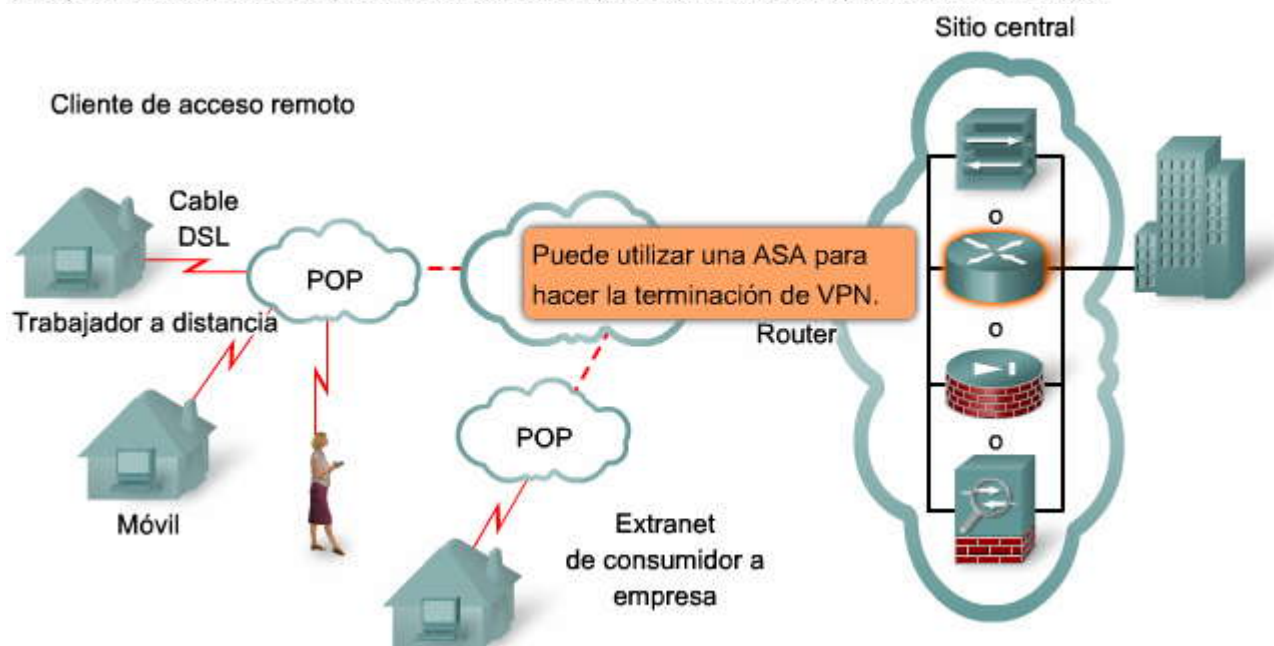 Sitio central
Cliente de acceso remoto
Cable
DSL
POP
Puede utilizar una ASA para
hacer la terminación de VPN.
Router
Trabajador a distancia
POP
Móvil
Extranet
de consumidor a
empresa
o
o
o